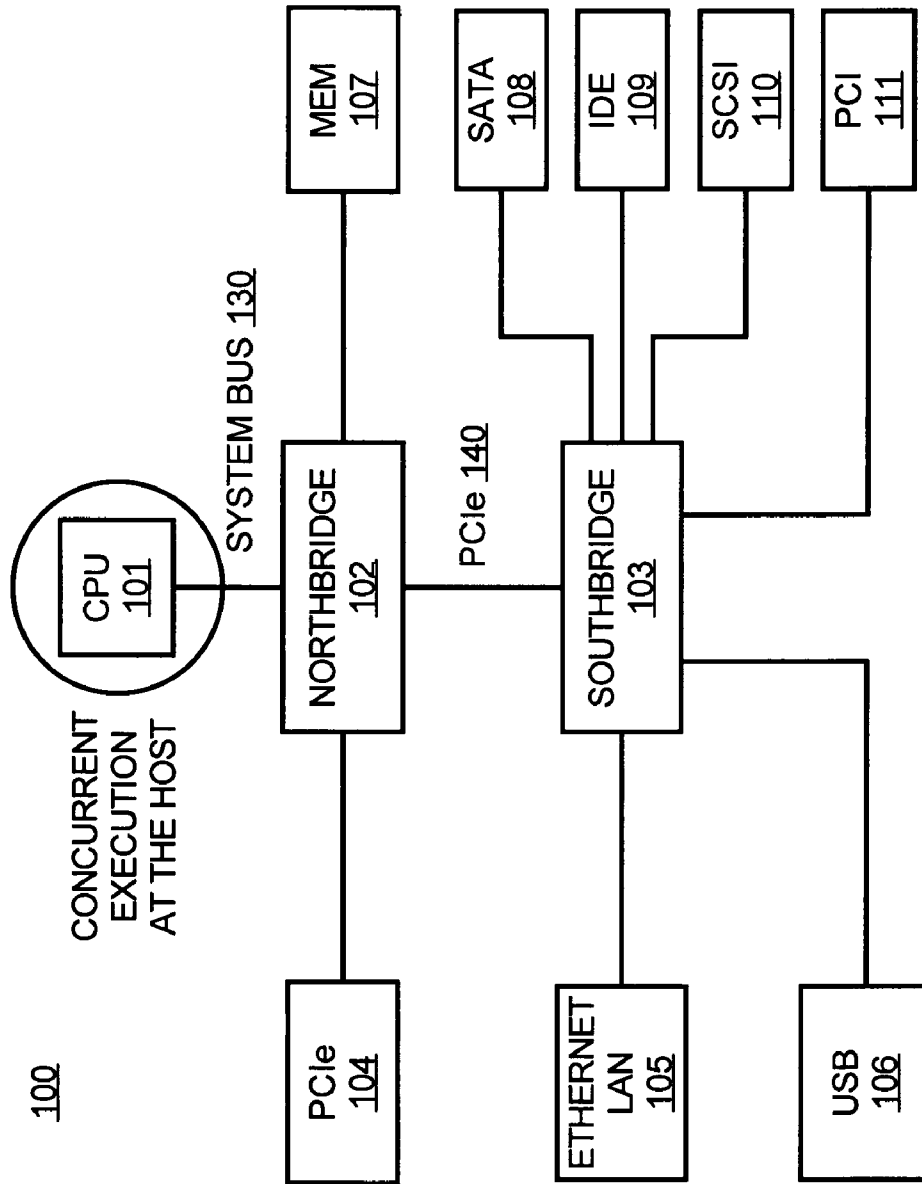 100
CONCURRENT
EXECUTION
AT THE HOST
CPU
101
SYSTEM BUS 130
PCIe
104
NORTHBRIDGE
102
MEM
107
PCIe 140
ETHERNET
LAN
105
SOUTHBRIDGE
103
SATA
108
IDE
109
SCSI
110
USB
106
PCI
111